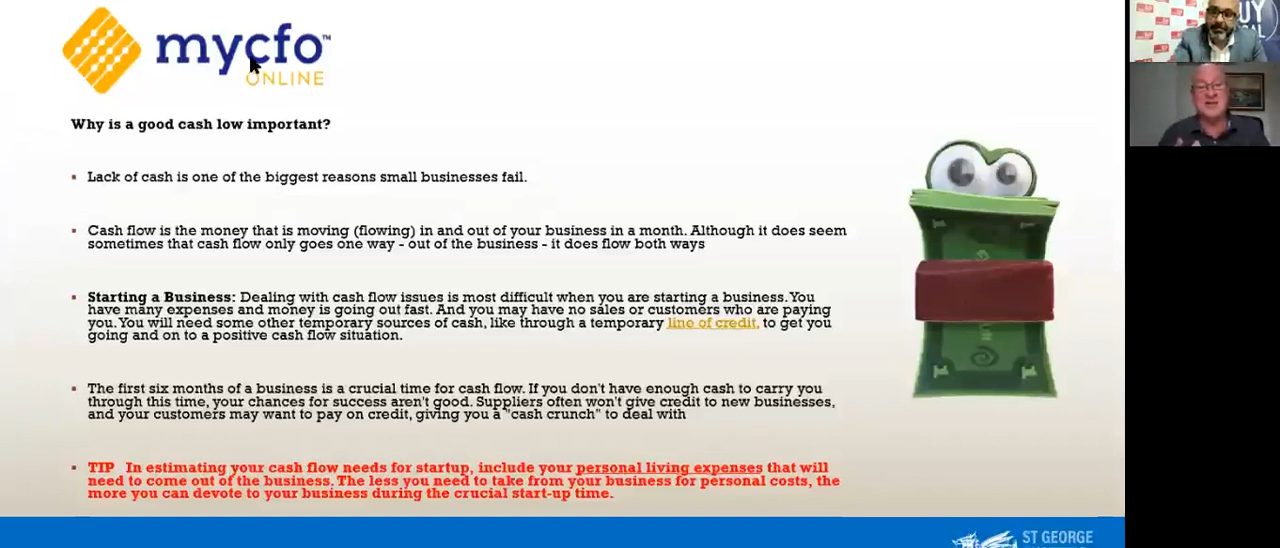 mycfo™
ONLINE
Why is a good cash low important?
Lack of cash is one of the biggest reasons small businesses fail.
Cash flow is the money that is moving (flowing) in and out of your business in a month. Although it does seem
sometimes that cash flow only goes one way - out of the business - it does flow both ways
Starting a Business: Dealing with cash flow issues is most difficult when you are starting a business. You
have many expenses and money is going out fast. And you may have no sales or customers who are paying
you. You will need some other temporary sources of cash, like through a temporary line of credit, to get you
going and on to a positive cash flow situation.
The first six months of a business is a crucial time for cash flow. If you don't have enough cash to carry you
through this time, your chances for success aren't good. Suppliers often won't give credit to new businesses,
and your customers may want to pay on credit, giving you a "cash crunch" to deal with
TIP In estimating your cash flow needs for startup, include your personal living expenses that will
need to come out of the business. The less you need to take from your business for personal costs, the
more you can devote to your business during the crucial start-up time.
ST GEORGE